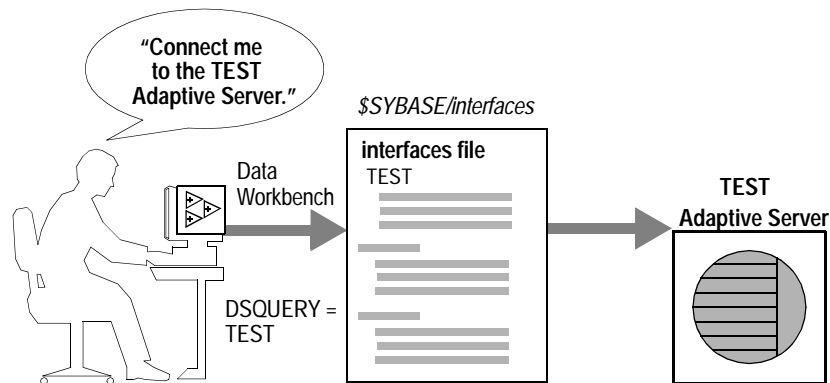 “Connect me
to the TEST
Adaptive Server.”
$SYBASE/interfaces
Data
Workbench
DSQUERY =
TEST
interfaces file
TEST
TEST
Adaptive Server